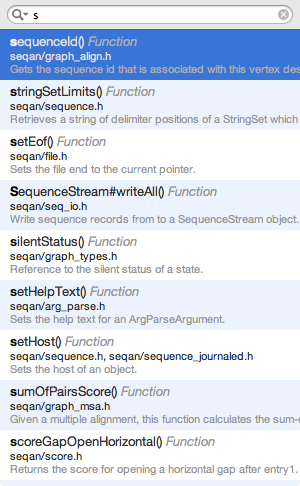 s
sequenceId() Function
seqan/graph_align.h
Gets the sequence id that is associated with this vertex des
stringSetLimits() Function
seqan/sequence.h
Retrieves a string of delimiter positions of a StringSet which
setEof() Function
seqan/file.h
Sets the file end to the current pointer.
SequenceStream#writeAll() Function
seqan/seq_io.h
Write sequence records from to a SequenceStream object.
silentStatus() Function
seqan/graph_types.h
Reference to the silent status of a state.
setHelpText() Function
seqan/arg_parse.h
Sets the help text for an ArgParseArgument.
setHost() Function
seqan/sequence.h, seqan/sequence_journaled.h
Sets the host of an object.
sumOfPairsScore() Function
seqan/graph_msa.h
Given a multiple alignment, this function calculates the sum-
scoreGapOpenHorizontal() Function
seqan/score.h
Returns the score for opening a horizontal gap after entry1.